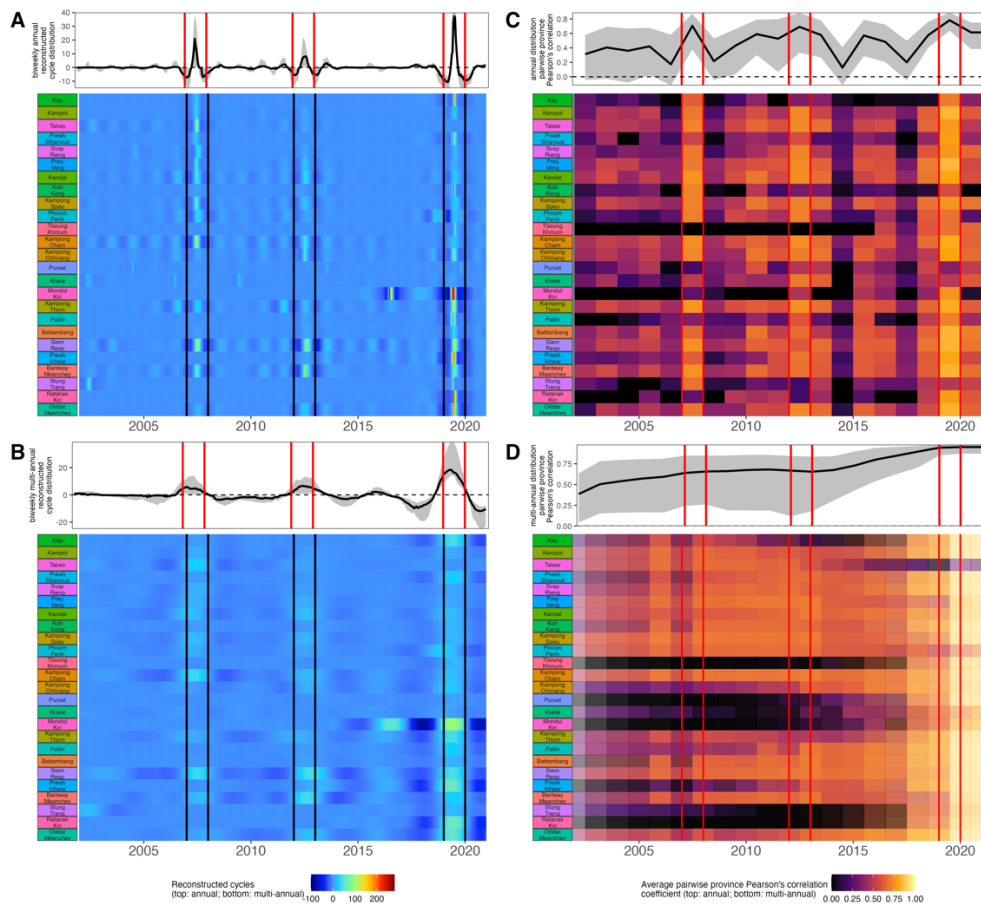 A
biweekly annual
reconstructed
cycle distribution
40
30
20
10
0
-10
Kep
Kampot
Takeo
Preah
Sihanouk
Svay
Rieng
Prey
Veng
Kandal
Koh
Kong
Kampong
Speu
Phnom
Penh
Tboung
Khmum
Kampong
Cham
Kampong
Chhnang
Pursat
Kratie
Mondul
Kiri
Kampong
Thom
Pailin
Battambang
Siem
Reap
Preah
Vihear
Banteay
Meanchey
Stung
Treng
Ratanak
Kiri
Oddar
Meanchey
2005 2010 2015 2020
C
annual distribution
pairwise province
Pearson's correlation
0.8
0.4
0.0
Kep
Kampot
Takeo
Preah
Sihanouk
Svay
Rieng
Prey
Veng
Kandal
Koh
Kong
Kampong
Speu
Phnom
Penh
Tboung
Khmum
Kampong
Cham
Kampong
Chhnang
Pursat
Kratie
Mondul
Kiri
Kampong
Thom
Pailin
Battambang
Siem
Reap
Preah
Vihear
Banteay
Meanchey
Stung
Treng
Ratanak
Kiri
Oddar
Meanchey
2005 2010 2015 2020
B
biweekly multi-annual
reconstructed
cycle distribution
20
0
-20
Kep
Kampot
Takeo
Preah
Sihanouk
Svay
Rieng
Prey
Veng
Kandal
Koh
Kong
Kampong
Speu
Phnom
Penh
Tboung
Khmum
Kampong
Cham
Kampong
Chhnang
Pursat
Kratie
Mondul
Kiri
Kampong
Thom
Pailin
Battambang
Siem
Reap
Preah
Vihear
Banteay
Meanchey
Stung
Treng
Ratanak
Kiri
Oddar
Meanchey
2005 2010 2015 2020
Reconstructed cycles
(top: annual; bottom: multi-annual)
-100 0 100 200
D
multi-annual distribution
pairwise province
Pearson's correlation
0.75
0.50
0.25
0.00
Kep
Kampot
Takeo
Preah
Sihanouk
Svay
Rieng
Prey
Veng
Kandal
Koh
Kong
Kampong
Speu
Phnom
Penh
Tboung
Khmum
Kampong
Cham
Kampong
Chhnang
Pursat
Kratie
Mondul
Kiri
Kampong
Thom
Pailin
Battambang
Siem
Reap
Preah
Vihear
Banteay
Meanchey
Stung
Treng
Ratanak
Kiri
Oddar
Meanchey
2005 2010 2015 2020
Average pairwise province Pearson's correlation
coefficient (top: annual; bottom: multi-annual)
0.00 0.25 0.50 0.75 1.00